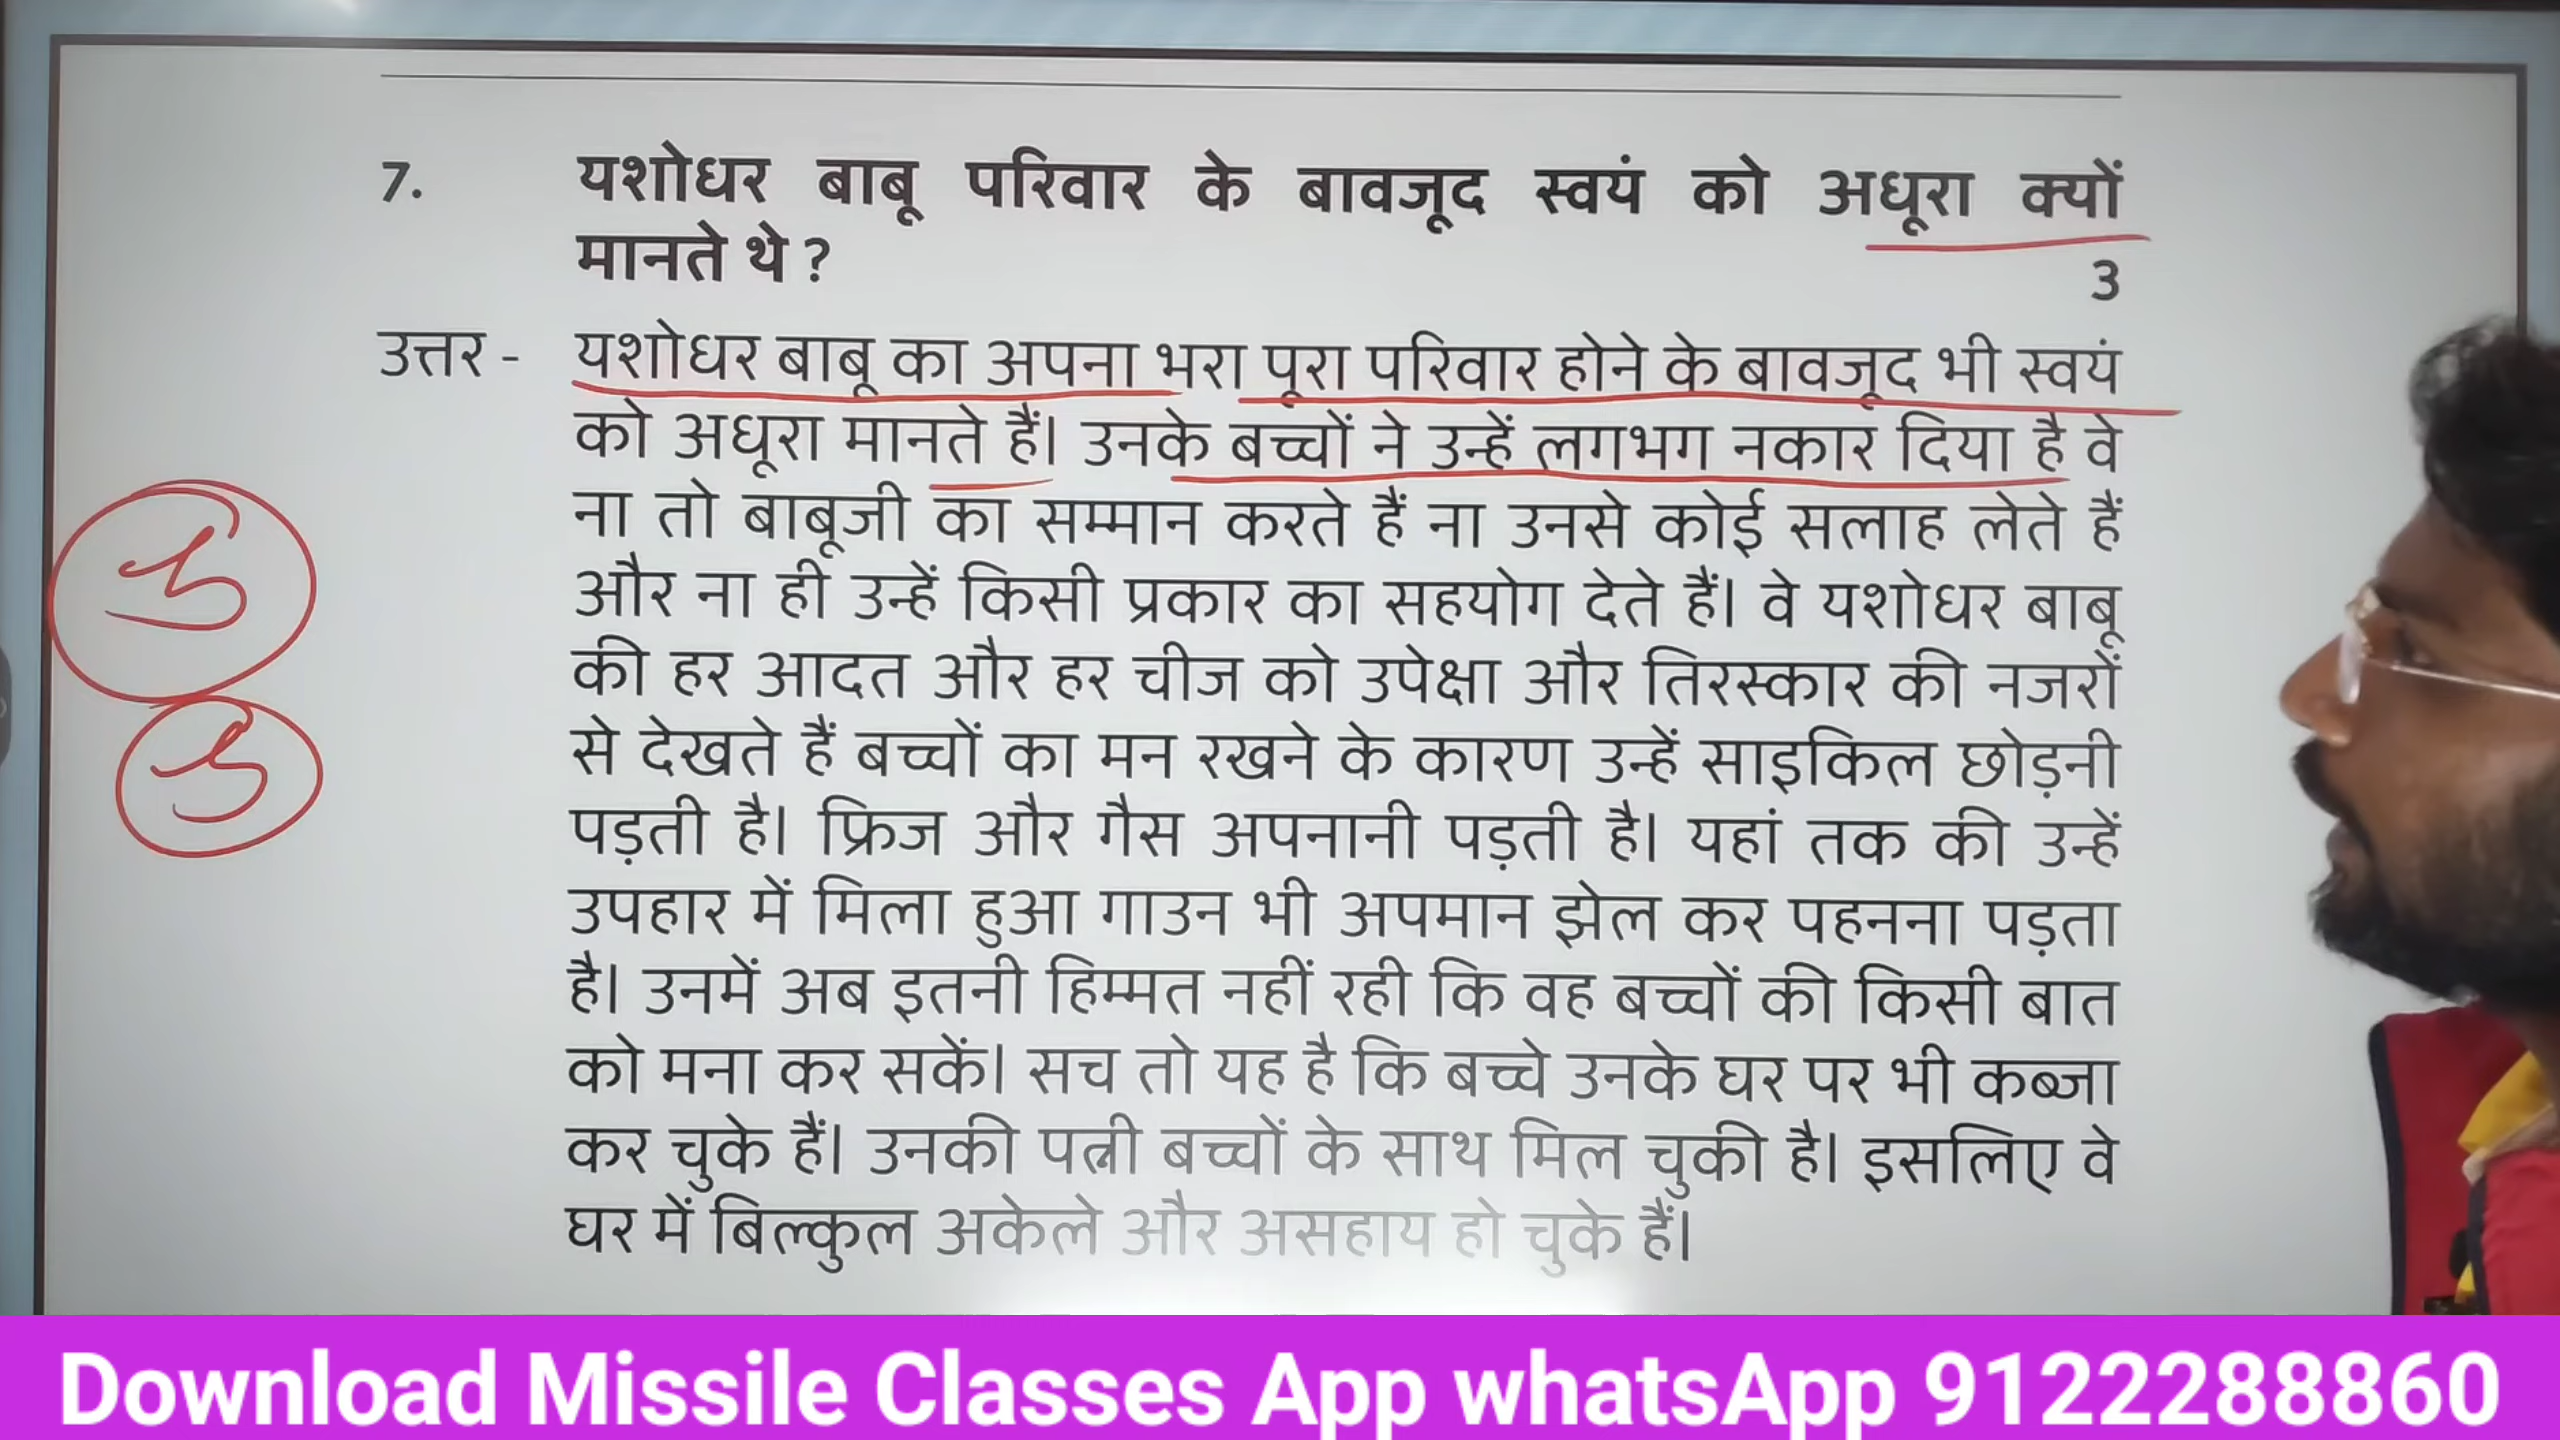 7. यशोधर बाबू परिवार के बावजूद स्वयं को अधूरा क्यों
मानते थे ?
3
उत्तर - यशोधर बाबू का अपना भरा पूरा परिवार होने के बावजूद भी स्वयं
को अधूरा मानते हैं। उनके बच्चों ने उन्हें लगभग नकार दिया है वे
ना तो बाबूजी का सम्मान करते हैं ना उनसे कोई सलाह लेते हैं
और ना ही उन्हें किसी प्रकार का सहयोग देते हैं। वे यशोधर बाबू
की हर आदत और हर चीज को उपेक्षा और तिरस्कार की नजरों
से देखते हैं बच्चों का मन रखने के कारण उन्हें साइकिल छोड़नी
पड़ती है। फ्रिज और गैस अपनानी पड़ती है। यहां तक की उन्हें
उपहार में मिला हुआ गाउन भी अपमान झेल कर पहनना पड़ता
है। उनमें अब इतनी हिम्मत नहीं रही कि वह बच्चों की किसी बात
को मना कर सकें। सच तो यह है कि बच्चे उनके घर पर भी कब्जा
कर चुके हैं। उनकी पत्नी बच्चों के साथ मिल चुकी है। इसलिए वे
घर में बिल्कुल अकेले और असहाय हो चुके हैं।
Download Missile Classes App whatsApp 9122288860